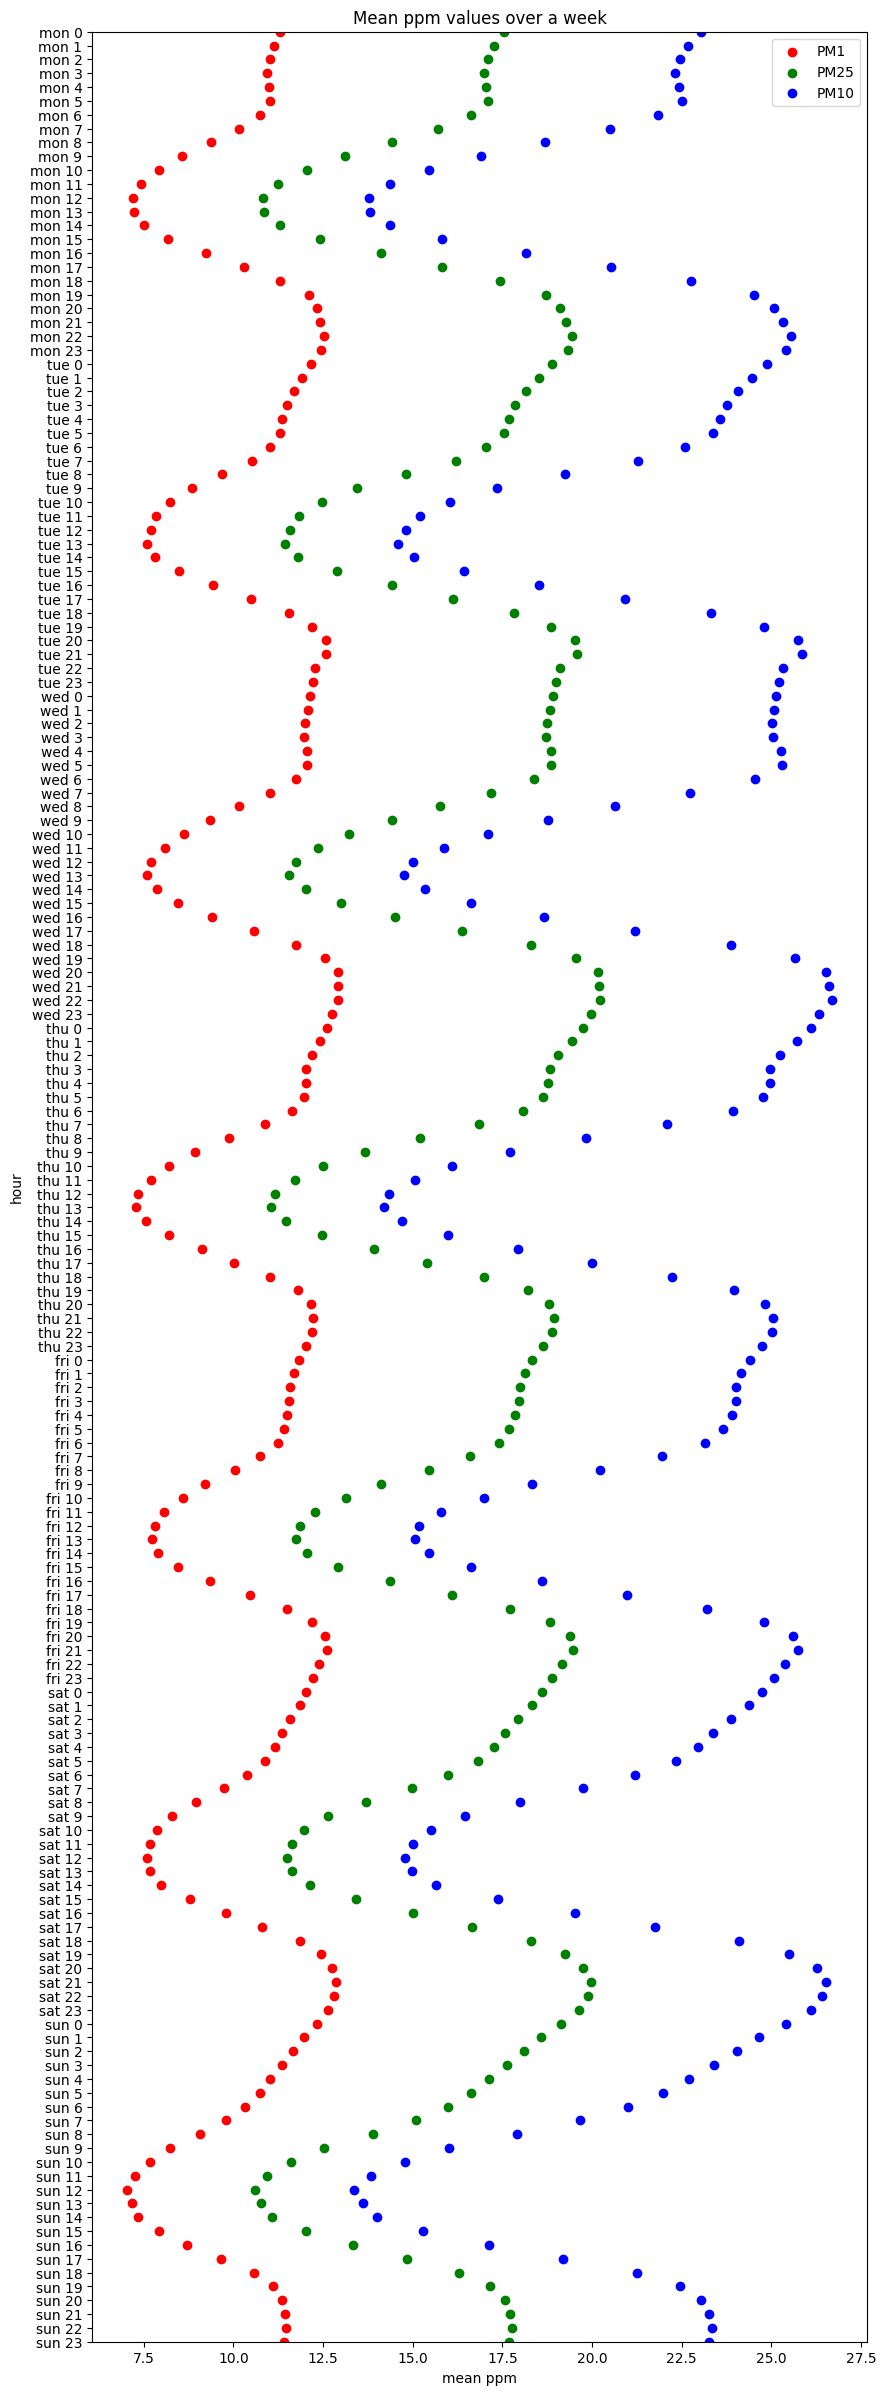 Mean ppm values over a week
PM1
PM25
PM10
mon 0
mon 1
mon 2
mon 3
mon 4
mon 5
mon 6
mon 7
mon 8
mon 9
mon 10
mon 11
mon 12
mon 13
mon 14
mon 15
mon 16
mon 17
mon 18
mon 19
mon 20
mon 21
mon 22
mon 23
tue 0
tue 1
tue 2
tue 3
tue 4
tue 5
tue 6
tue 7
tue 8
tue 9
tue 10
tue 11
tue 12
tue 13
tue 14
tue 15
tue 16
tue 17
tue 18
tue 19
tue 20
tue 21
tue 22
tue 23
wed 0
wed 1
wed 2
wed 3
wed 4
wed 5
wed 6
wed 7
wed 8
wed 9
wed 10
wed 11
wed 12
wed 13
wed 14
wed 15
wed 16
wed 17
wed 18
wed 19
wed 20
wed 21
wed 22
wed 23
thu 0
thu 1
thu 2
thu 3
thu 4
thu 5
thu 6
thu 7
thu 8
thu 9
thu 10
thu 11
thu 12
thu 13
thu 14
thu 15
thu 16
thu 17
thu 18
thu 19
thu 20
thu 21
thu 22
thu 23
fri 0
fri 1
fri 2
fri 3
fri 4
fri 5
fri 6
fri 7
fri 8
fri 9
fri 10
fri 11
fri 12
fri 13
fri 14
fri 15
fri 16
fri 17
fri 18
fri 19
fri 20
fri 21
fri 22
fri 23
sat 0
sat 1
sat 2
sat 3
sat 4
sat 5
sat 6
sat 7
sat 8
sat 9
sat 10
sat 11
sat 12
sat 13
sat 14
sat 15
sat 16
sat 17
sat 18
sat 19
sat 20
sat 21
sat 22
sat 23
sun 0
sun 1
sun 2
sun 3
sun 4
sun 5
sun 6
sun 7
sun 8
sun 9
sun 10
sun 11
sun 12
sun 13
sun 14
sun 15
sun 16
sun 17
sun 18
sun 19
sun 20
sun 21
sun 22
sun 23
hour
7.5 10.0 12.5 15.0 17.5 20.0 22.5 25.0 27.5
mean ppm